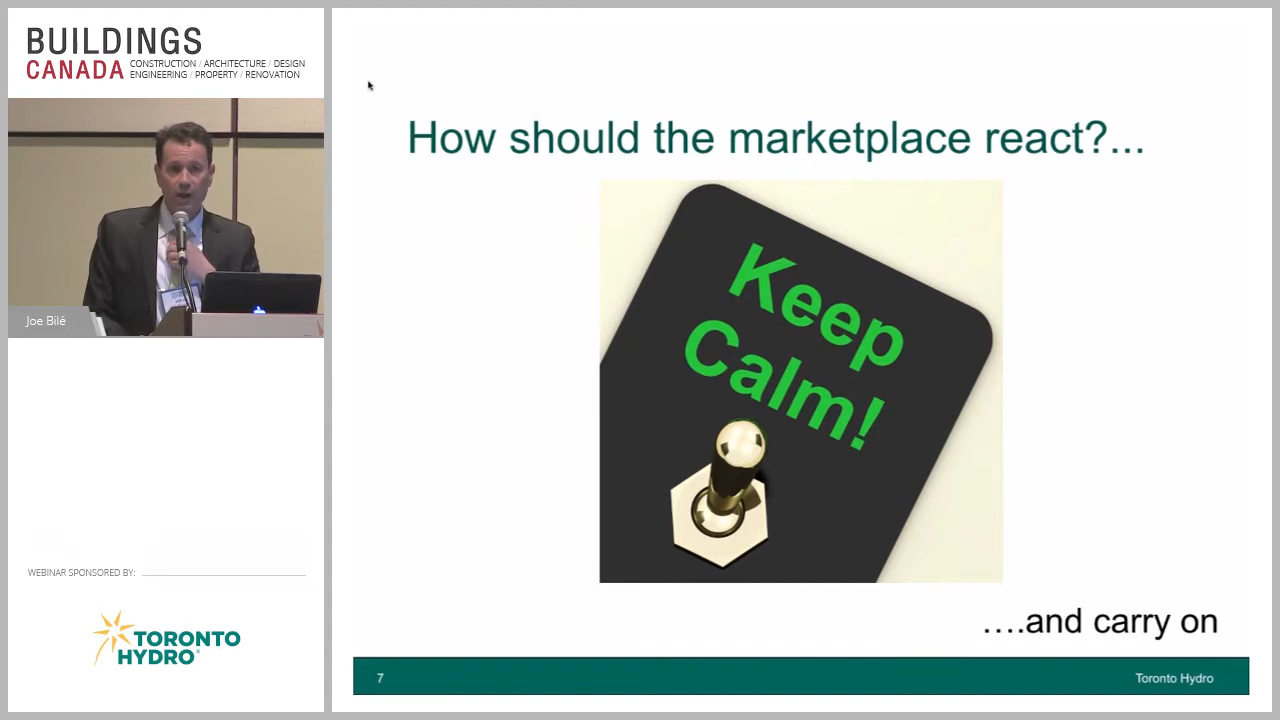 BUILDINGS
CANADA
CONSTRUCTION / ARCHITECTURE / DESIGN
ENGINEERING / PROPERTY / RENOVATION
Joe Bilé
WEBINAR SPONSORED BY:
TORONTO
HYDRO®
How should the marketplace react?...
Keep
Calm!
....and carry on
7
Toronto Hydro